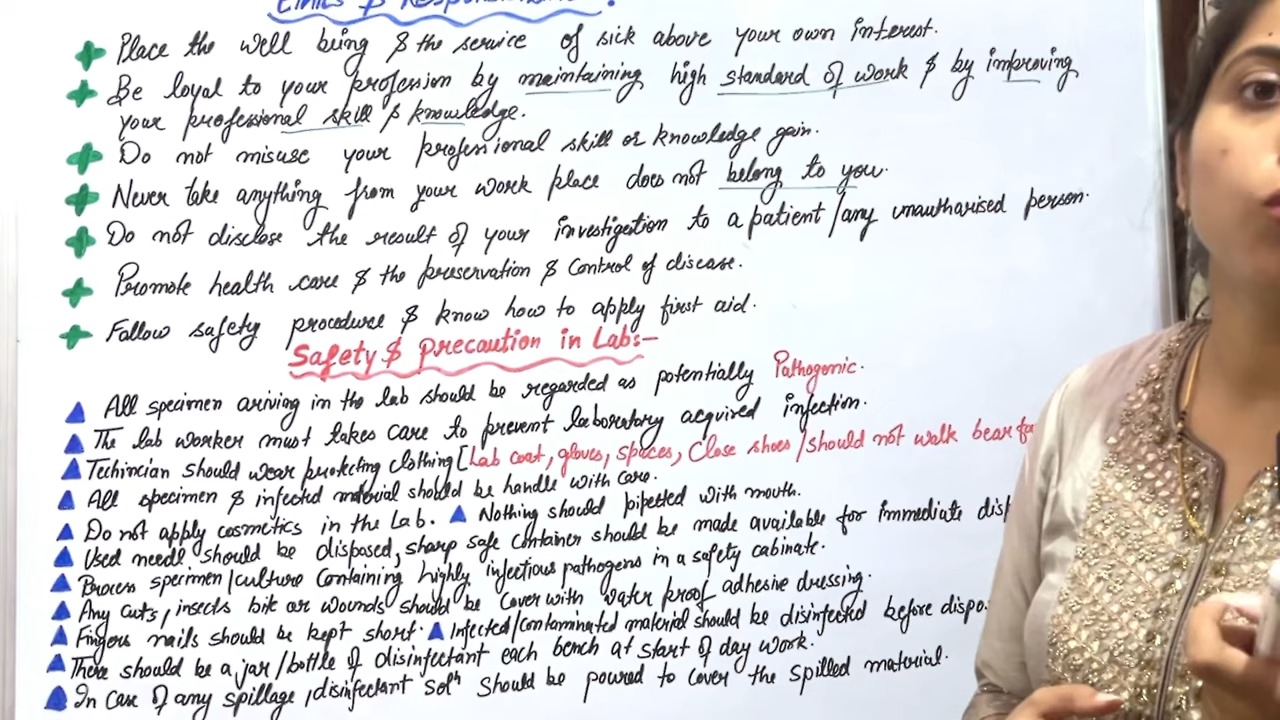 Ethics & Responsibilit
Place the well being & the service of sick above your own interest.
Be loyal to your profession by maintaining high standard of work & by improving
your professional skill & knowledge.
Do not misuse your professional skill or knowledge gain.
Never take anything from your work place does not belong to you.
Do not disclose the result of your investigation to a patient/any unautharised person.
Promote health care & the preservation & Control of disease.
Follow safety procedure & know how to apply first aid.
Safety & precaution in Labs:-
All specimen ariving in the lab should be regarded as potentially Pathogenic.
The lab worker must takes care to prevent laboratory acquired infection.
Techincian should wear protecting clothing [Lab coat, gloves, spaces, Close shoes/should not walk bear
All specimen & infected material should be handle with care.
Do not apply cosmetics in the Lab. Nothing should pipetted with mouth.
Used needle should be disposed, sharp safe container should be made available for immediate disp
Process specimen/culture Containing highly infectious pathogens in a safety cabinate.
Any cuts, insects bite or wounds should be cover with water proof adhesive dressing.
Fingers nails should be kept short. Infected/contaminated material should be disinfected before dispo
There should be a jar/bottle of disinfectant each bench at start of day work.
In case of any spillage, disinfectant solⁿ should be poured to cover the spilled material.